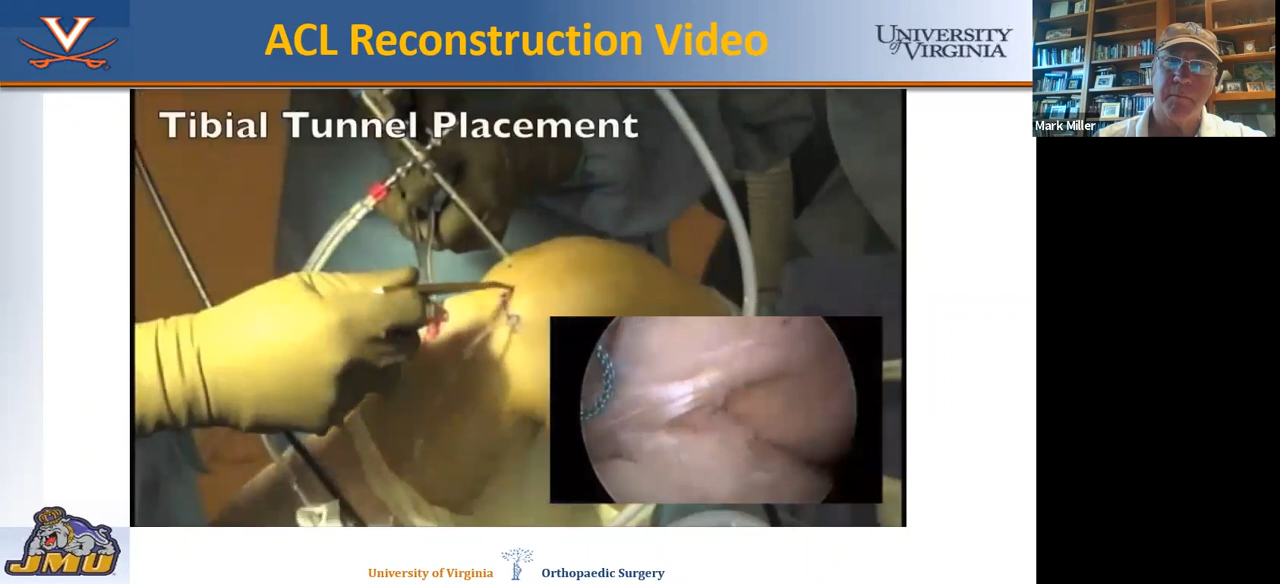 ACL Reconstruction Video
UNIVERSITY
of VIRGINIA
Mark Miller
Tibial Tunnel Placement
JMU
University of Virginia Orthopaedic Surgery